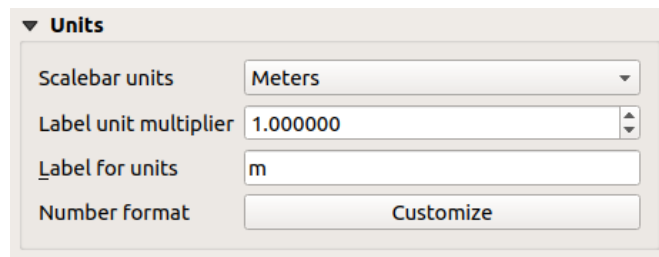 Units
Scalebar units Meters
Label unit multiplier 1.000000
Label for units m
Number format Customize